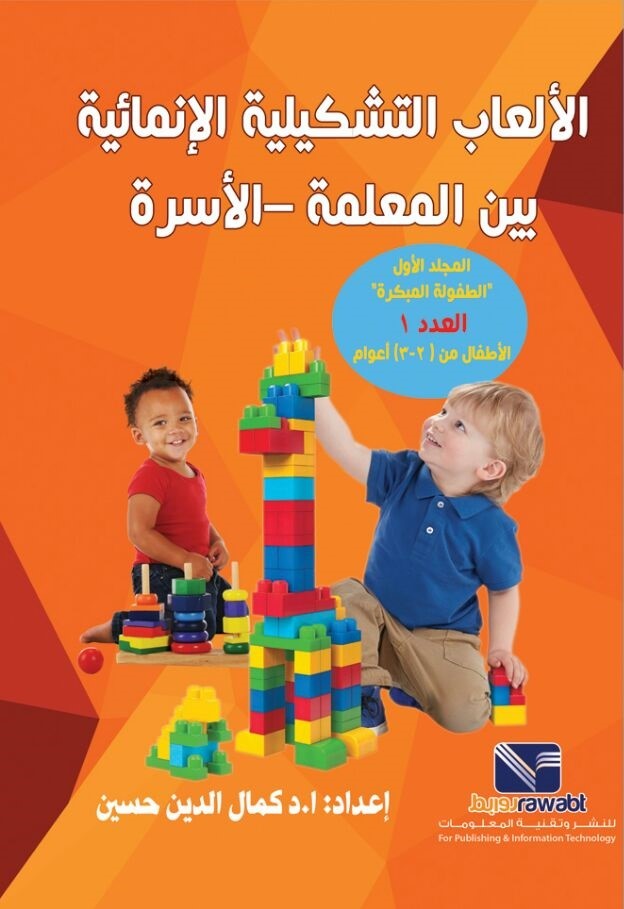 الألعاب التشكيلية الإنمائية
بين المعلمة -الأسرة
المجلد الأول
"الطفولة المبكرة"
العدد ١
الأطفال من ( ٢-٣) أعوام
إعداد: ا.د كمال الدين حسين
روابط rawabt
للنشر وتقنية المعلومات
For Publishing & Information Technology